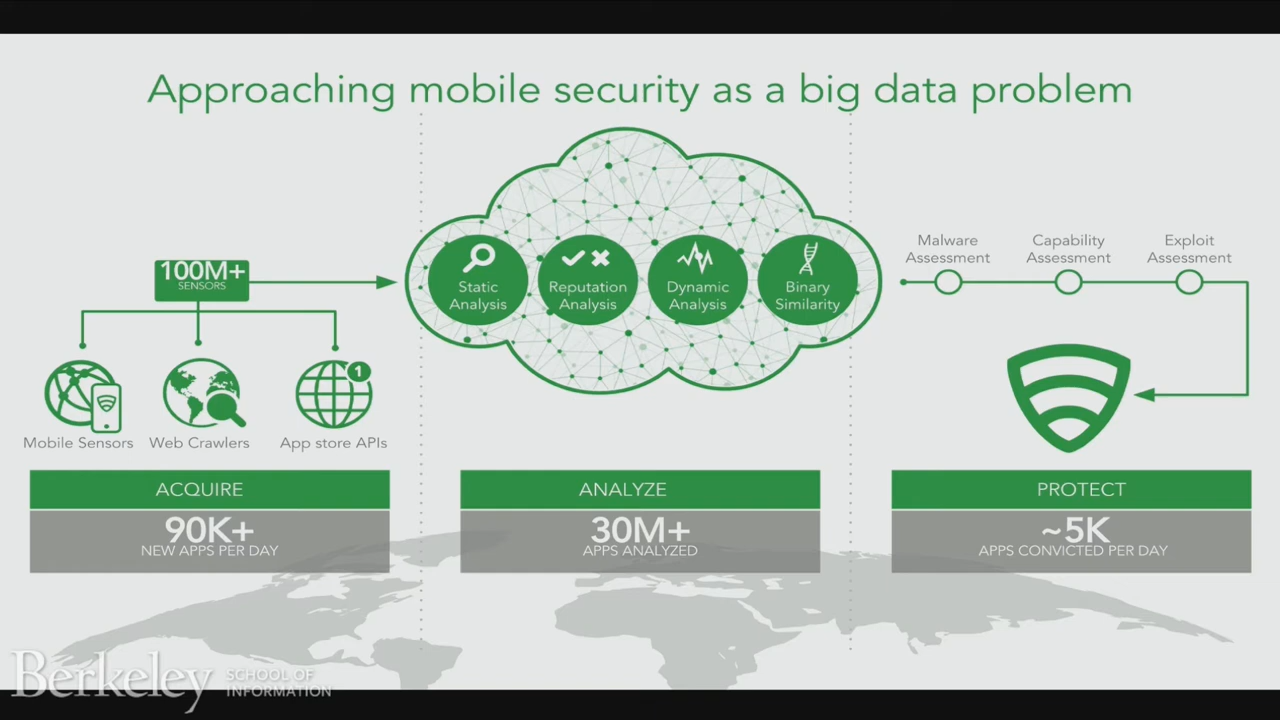 Approaching mobile security as a big data problem
100M+
SENSORS
Mobile Sensors
Web Crawlers
1
App store APIs
ACQUIRE
90K+
NEW APPS PER DAY
Static
Analysis
Reputation
Analysis
Dynamic
Analysis
Binary
Similarity
ANALYZE
30M+
APPS ANALYZED
Malware
Assessment
Capability
Assessment
Exploit
Assessment
PROTECT
~5K
APPS CONVICTED PER DAY
Berkeley
SCHOOL OF
INFORMATION